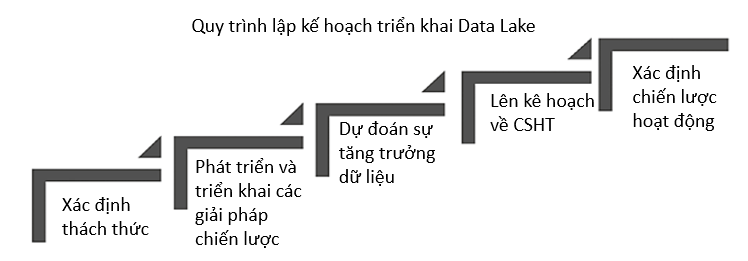 Quy trình lập kế hoạch triển khai Data Lake
Xác định
thách thức
Phát triển và
triển khai các
giải pháp
chiến lược
Dự đoán sự
tăng trưởng
dữ liệu
Lên kê hoạch
về CSHT
Xác định
chiến lược
hoạt động